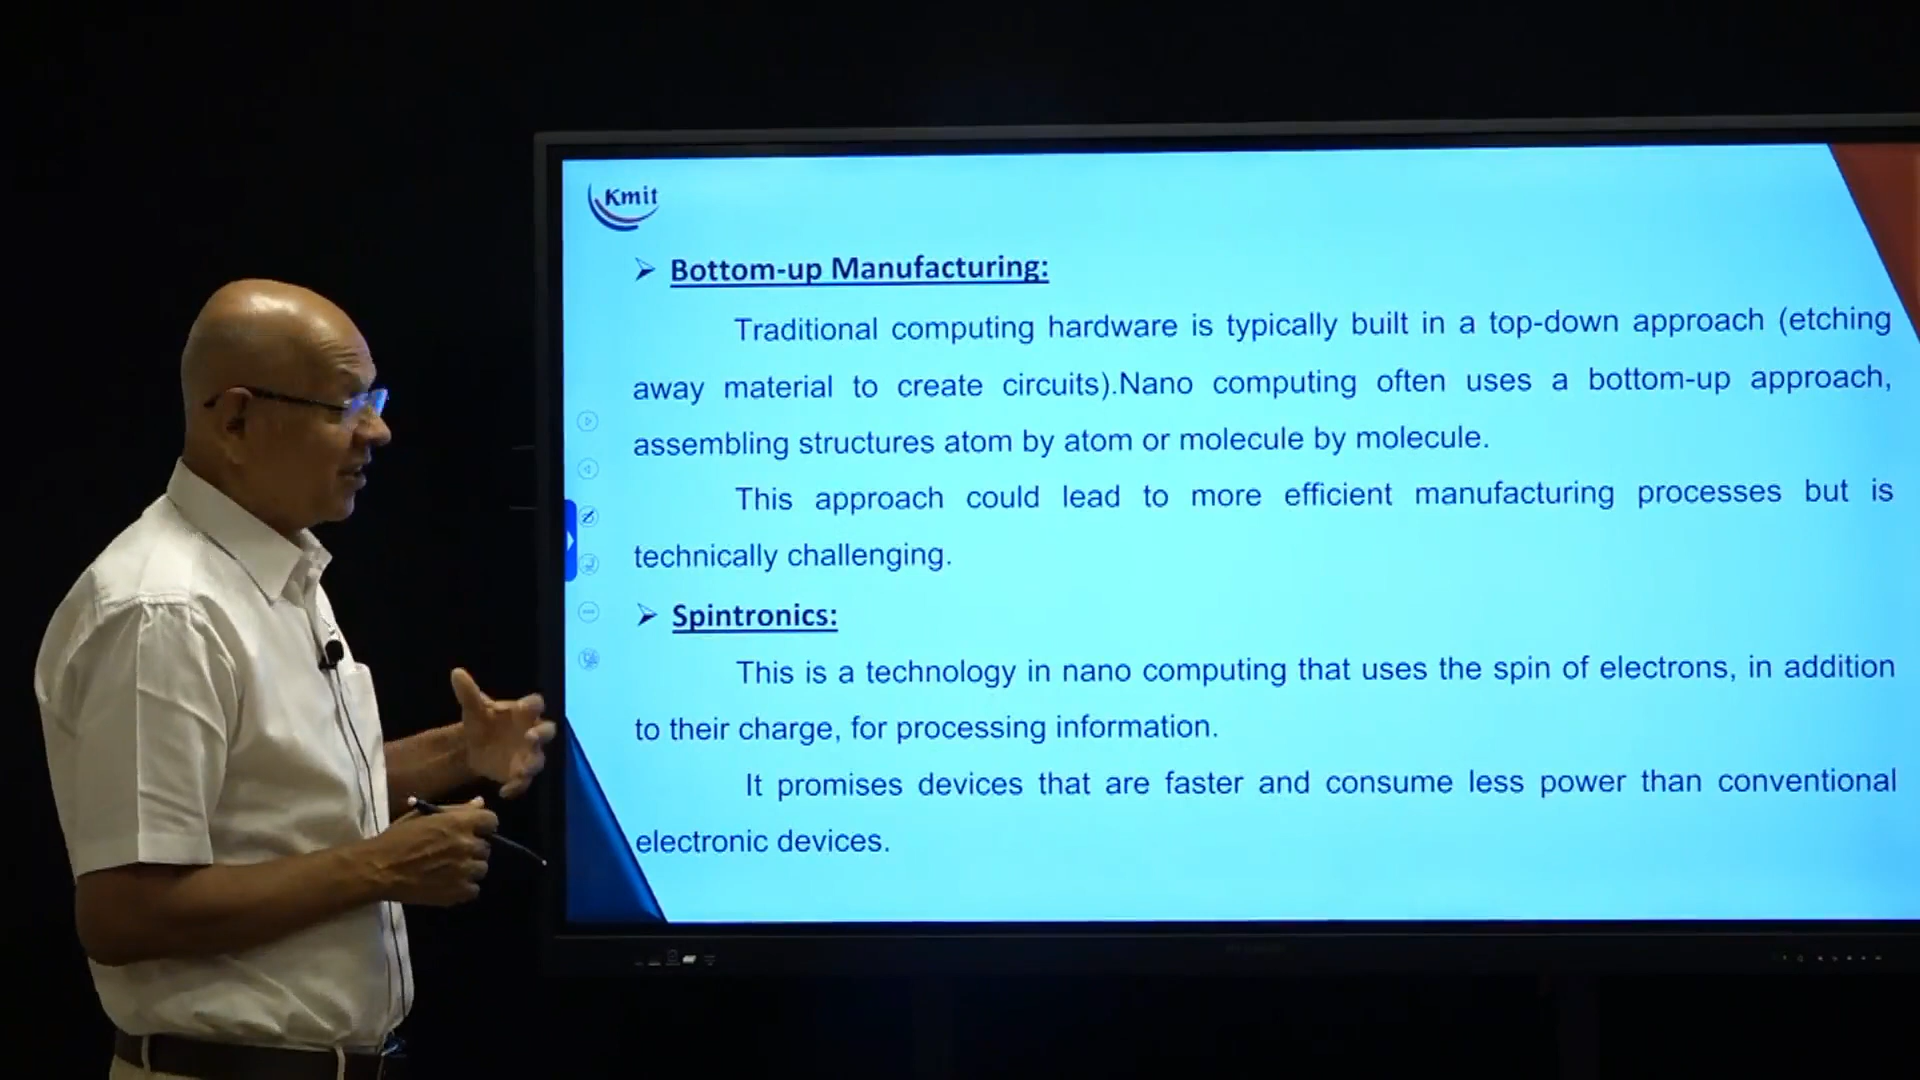 Kmit
➢ Bottom-up Manufacturing:
Traditional computing hardware is typically built in a top-down approach (etching
away material to create circuits).Nano computing often uses a bottom-up approach,
assembling structures atom by atom or molecule by molecule.
This approach could lead to more efficient manufacturing processes but is
technically challenging.
➢ Spintronics:
This is a technology in nano computing that uses the spin of electrons, in addition
to their charge, for processing information.
It promises devices that are faster and consume less power than conventional
electronic devices.